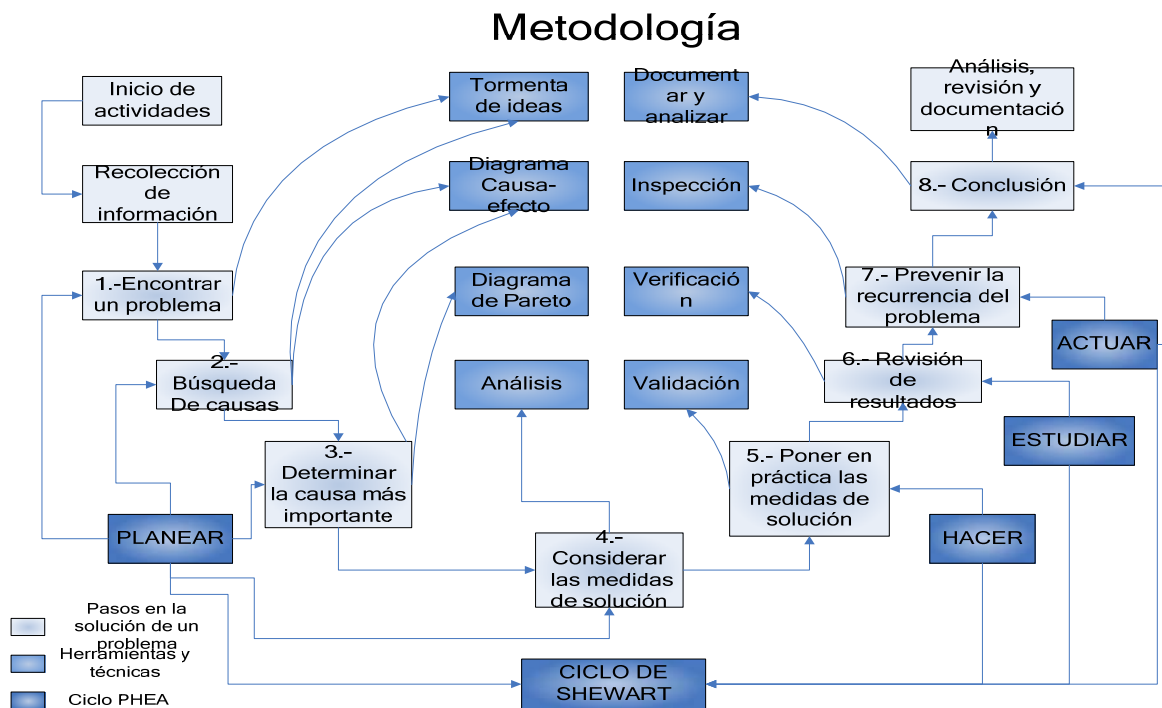 Metodología
Inicio de
actividades
Recolección
de
información
1.-Encontrar
un problema
2.-
Búsqueda
De causas
3.-
Determinar
la causa más
importante
PLANEAR
Tormenta
de ideas
Diagrama
Causa-
efecto
Diagrama
de Pareto
Análisis
4.-
Considerar
las medidas
de solución
Document
ar y
analizar
Inspección
Verificació
n
Validación
5.- Poner en
práctica las
medidas de
solución
Análisis,
revisión y
documentació
n
8.- Conclusión
7.- Prevenir la
recurrencia del
problema
6.- Revisión
de
resultados
ACTUAR
ESTUDIAR
HACER
CICLO DE
SHEWART
Pasos en la
solución de un
problema
Herramientas y
técnicas
Ciclo PHEA